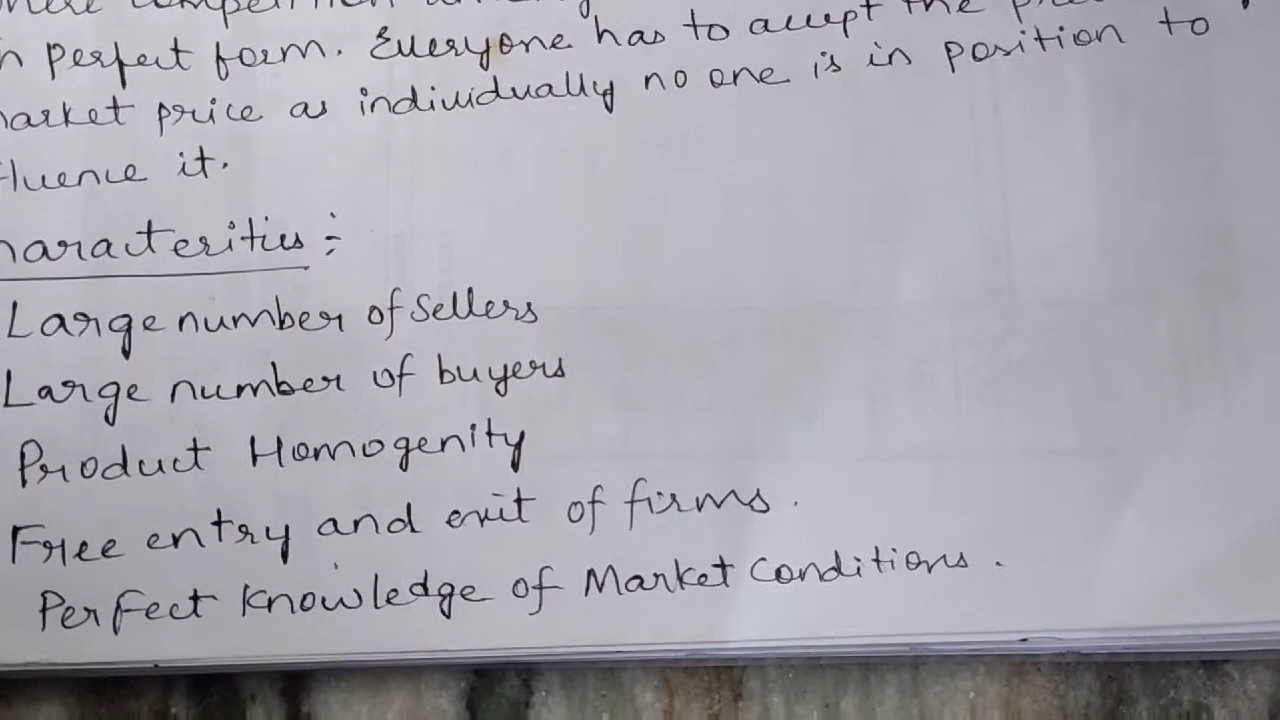 in perfect form. Everyone has to accept the
market price as individually no one is in position to
fluence it.
haracteritics :-
Large number of Sellers
Large number of buyers
Product Homogenity
Free entry and exit of firms.
Perfect Knowledge of Market Conditions.